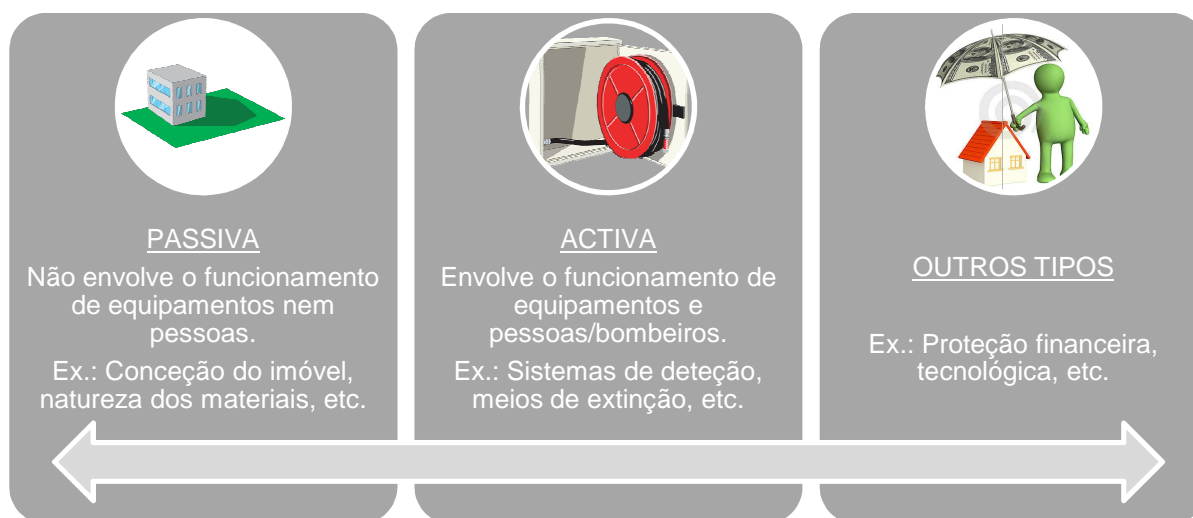 PASSIVA
Não envolve o funcionamento
de equipamentos nem
pessoas.
Ex.: Conceção do imóvel,
natureza dos materiais, etc.
ACTIVA
Envolve o funcionamento de
equipamentos e
pessoas/bombeiros.
Ex.: Sistemas de deteção,
meios de extinção, etc.
OUTROS TIPOS
Ex.: Proteção financeira,
tecnológica, etc.